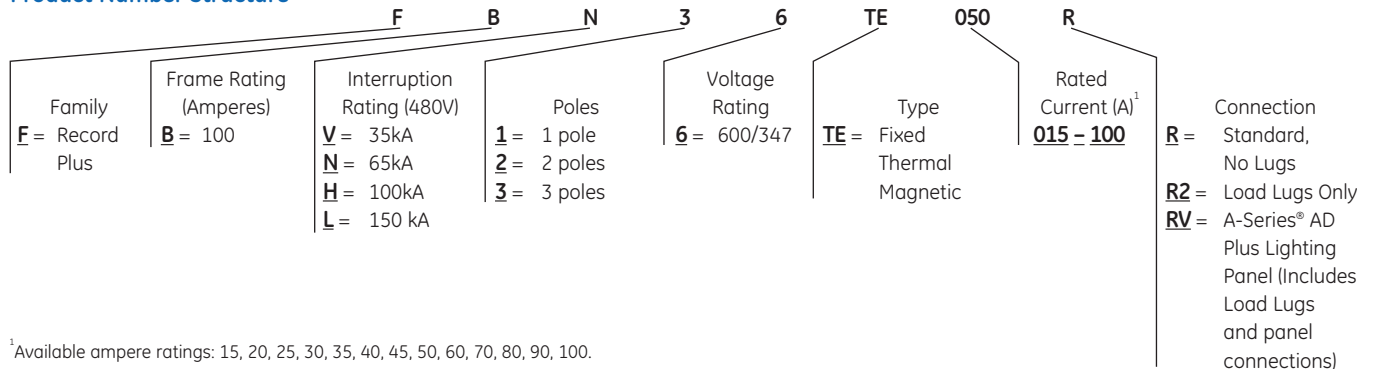 F B N 3 6 TE 050 R
Family
F = Record
Plus
Frame Rating
(Amperes)
B = 100
Interruption
Rating (480V)
V = 35kA
N = 65kA
H = 100kA
L = 150 kA
Poles
1 = 1 pole
2 = 2 poles
3 = 3 poles
Voltage
Rating
6 = 600/347
Type
TE = Fixed
Thermal
Magnetic
Rated
Current (A)¹
015 – 100
Connection
R = Standard,
No Lugs
R2 = Load Lugs Only
RV = A-Series® AD
Plus Lighting
Panel (Includes
Load Lugs
and panel
connections)
¹Available ampere ratings: 15, 20, 25, 30, 35, 40, 45, 50, 60, 70, 80, 90, 100.